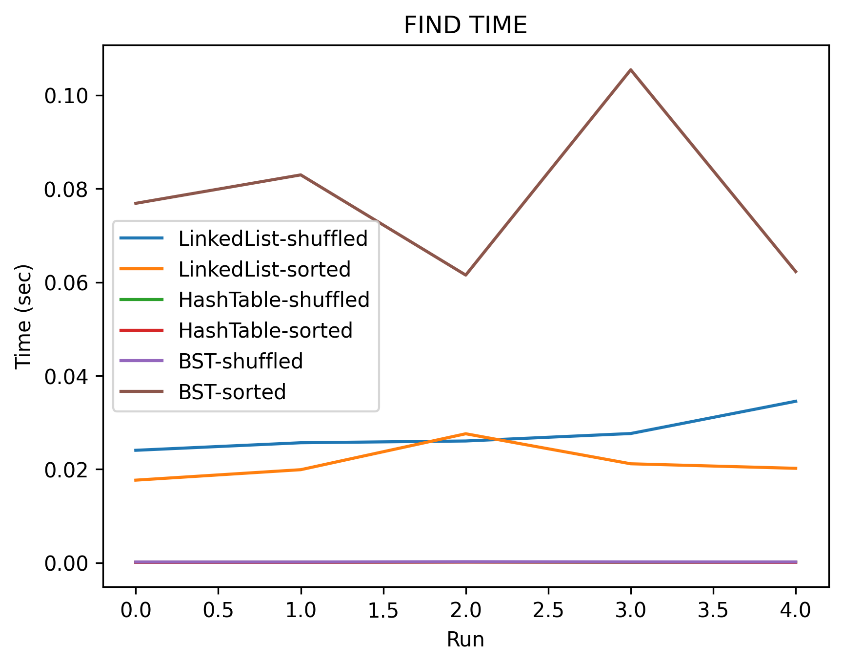 FIND TIME
0.10
0.08
0.06
0.04
0.02
0.00
Time (sec)
LinkedList-shuffled
LinkedList-sorted
HashTable-shuffled
HashTable-sorted
BST-shuffled
BST-sorted
0.0 0.5 1.0 1.5 2.0 2.5 3.0 3.5 4.0
Run